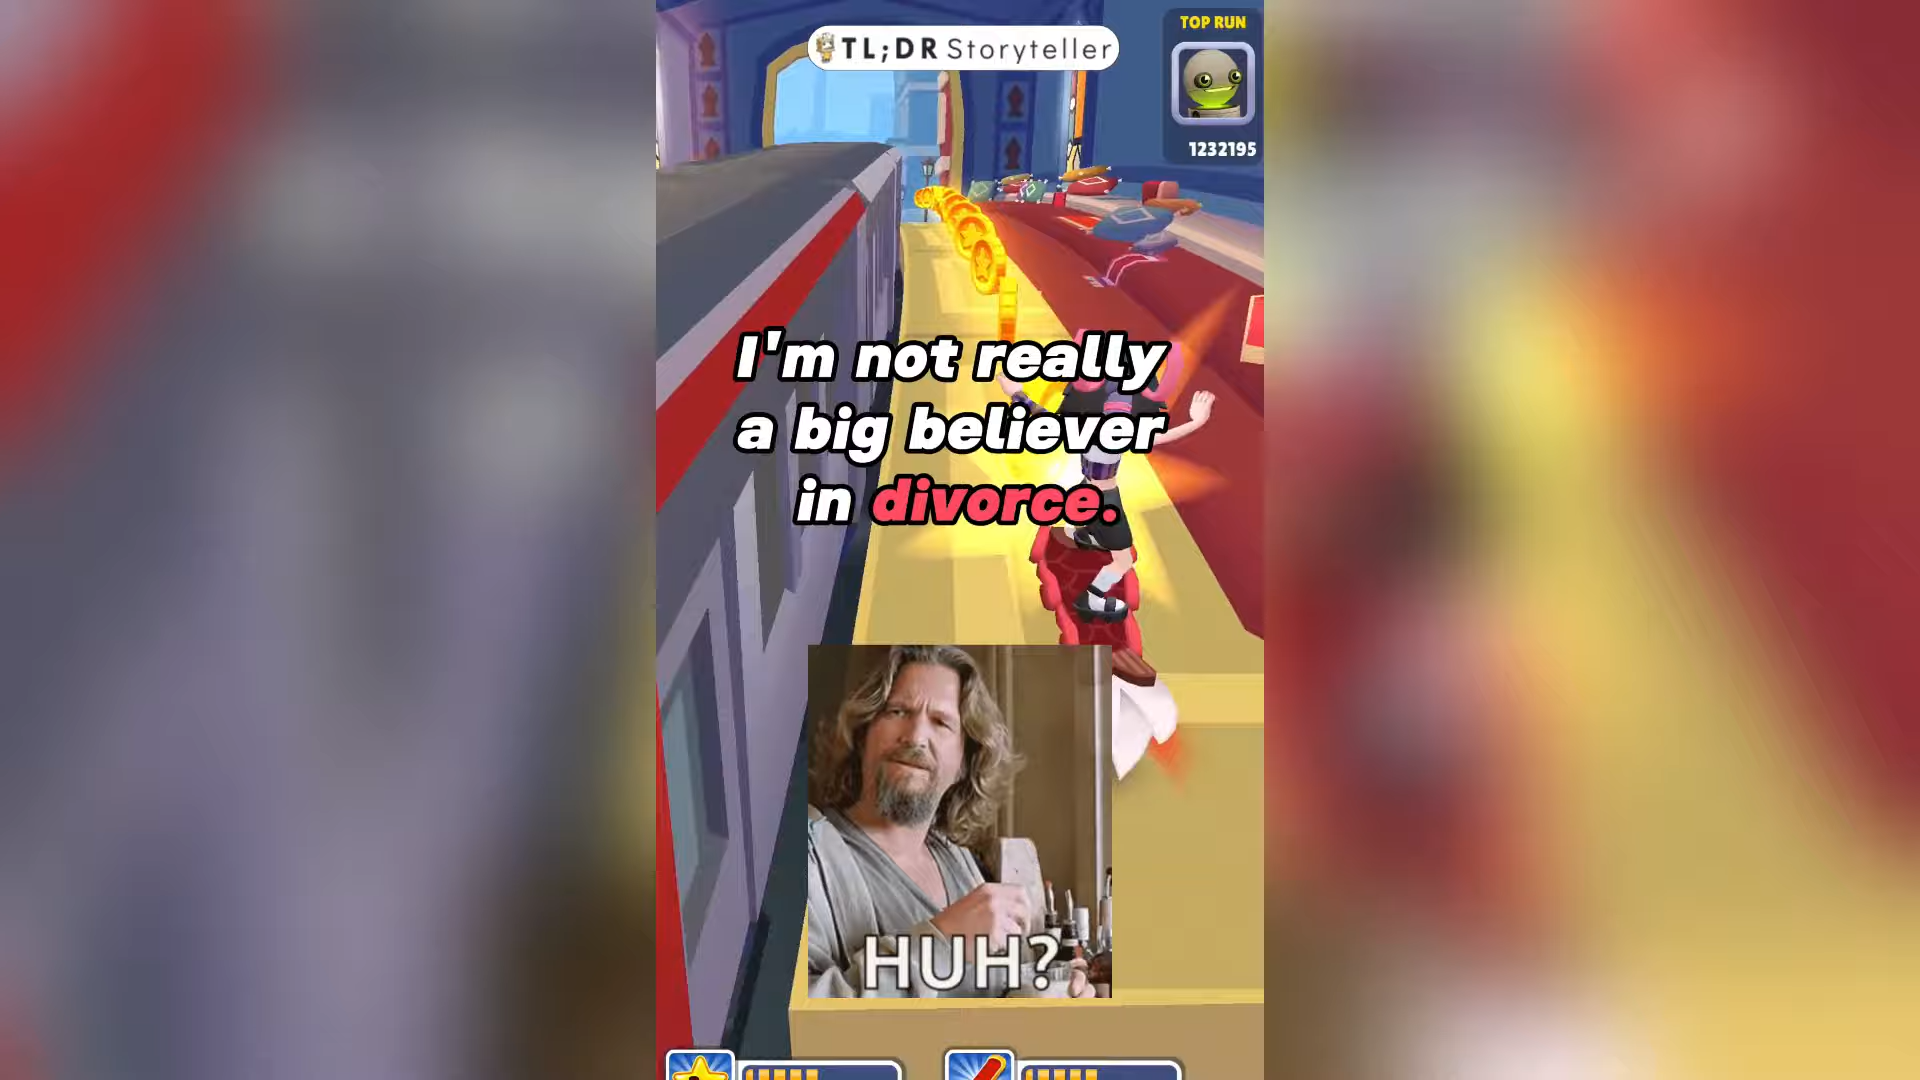 TOP RUN
TL;DR Storyteller
1232195
I'm not really
a big believer
in divorce.
HUH?